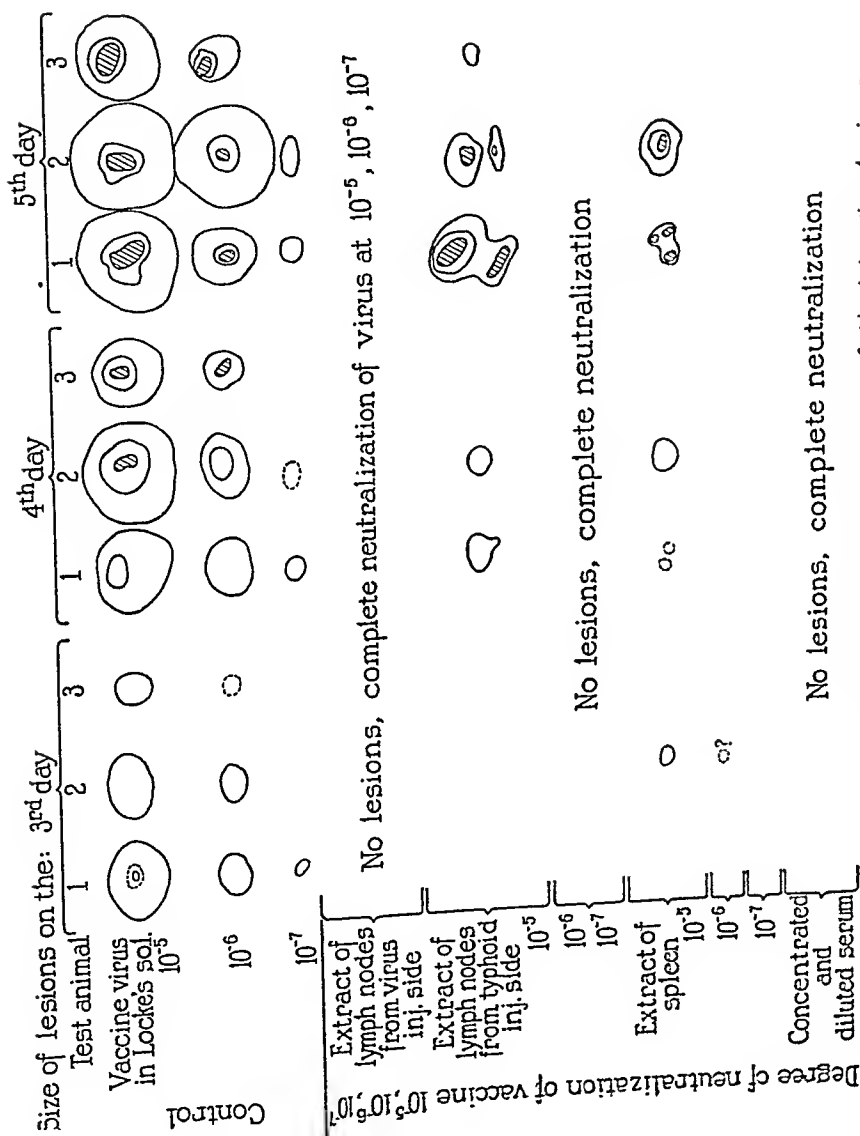 Size of lesions on the: 3rd day 4th day 5th day
Test animal 1 2 3 1 2 3 1 2 3
Control
Vaccine virus
in Locke's sol.
10⁻⁵
10⁻⁶
10⁻⁷
Degree of neutralization of vaccine 10⁻⁵,10⁻⁶,10⁻⁷
Extract of
lymph nodes
from virus
inj. side
No lesions, complete neutralization of virus at 10⁻⁵, 10⁻⁶, 10⁻⁷
Extract of
lymph nodes
from typhoid
inj. side
10⁻⁵
10⁻⁶
10⁻⁷
No lesions, complete neutralization
Extract of
spleen
10⁻⁵
10⁻⁶
?
10⁻⁷
Concentrated
and
diluted serum
No lesions, complete neutralization